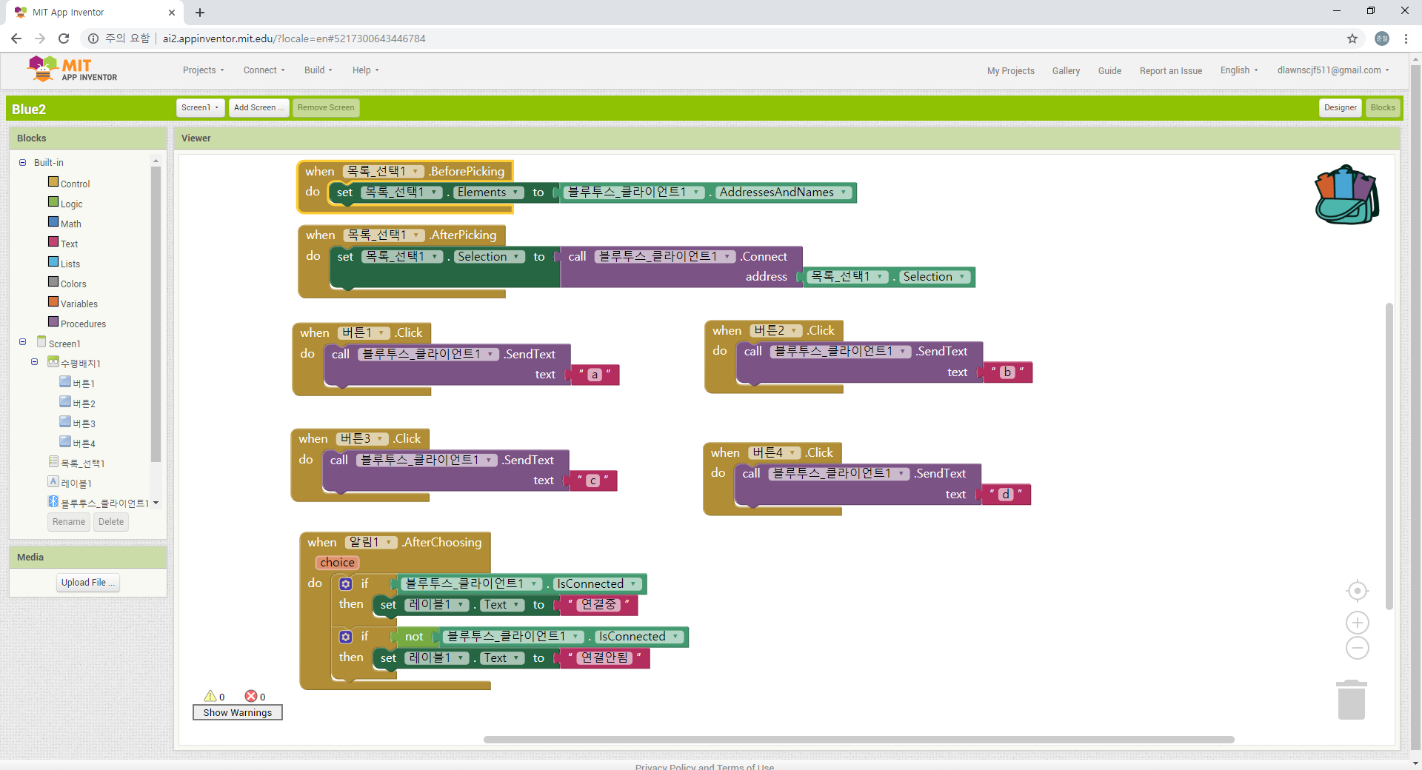 MIT App Inventor
주의 요함 ai2.appinventor.mit.edu/?locale=en#5217300643446784
MIT APP INVENTOR
Projects Connect Build Help My Projects Gallery Guide Report an Issue English dlawnscjf511@gmail.com
Blue2 Screen1 Add Screen ... Remove Screen Designer Blocks
Blocks
Built-in
Control
Logic
Math
Text
Lists
Colors
Variables
Procedures
Screen1
수평배치1
버튼1
버튼2
버튼3
버튼4
목록_선택1
레이블1
블루투스_클라이언트1
Rename Delete
Media
Upload File ...
Viewer
when 목록_선택1 .BeforePicking
do set 목록_선택1 . Elements to 블루투스_클라이언트1 . AddressesAndNames
when 목록_선택1 .AfterPicking
do set 목록_선택1 . Selection to call 블루투스_클라이언트1 .Connect
address 목록_선택1 . Selection
when 버튼1 .Click
do call 블루투스_클라이언트1 .SendText
text " a "
when 버튼2 .Click
do call 블루투스_클라이언트1 .SendText
text " b "
when 버튼3 .Click
do call 블루투스_클라이언트1 .SendText
text " c "
when 버튼4 .Click
do call 블루투스_클라이언트1 .SendText
text " d "
when 알림1 .AfterChoosing
choice
do if 블루투스_클라이언트1 . IsConnected
then set 레이블1 . Text to " 연결중 "
if not 블루투스_클라이언트1 . IsConnected
then set 레이블1 . Text to " 연결안됨 "
0 0
Show Warnings
Privacy Policy and Terms of Use